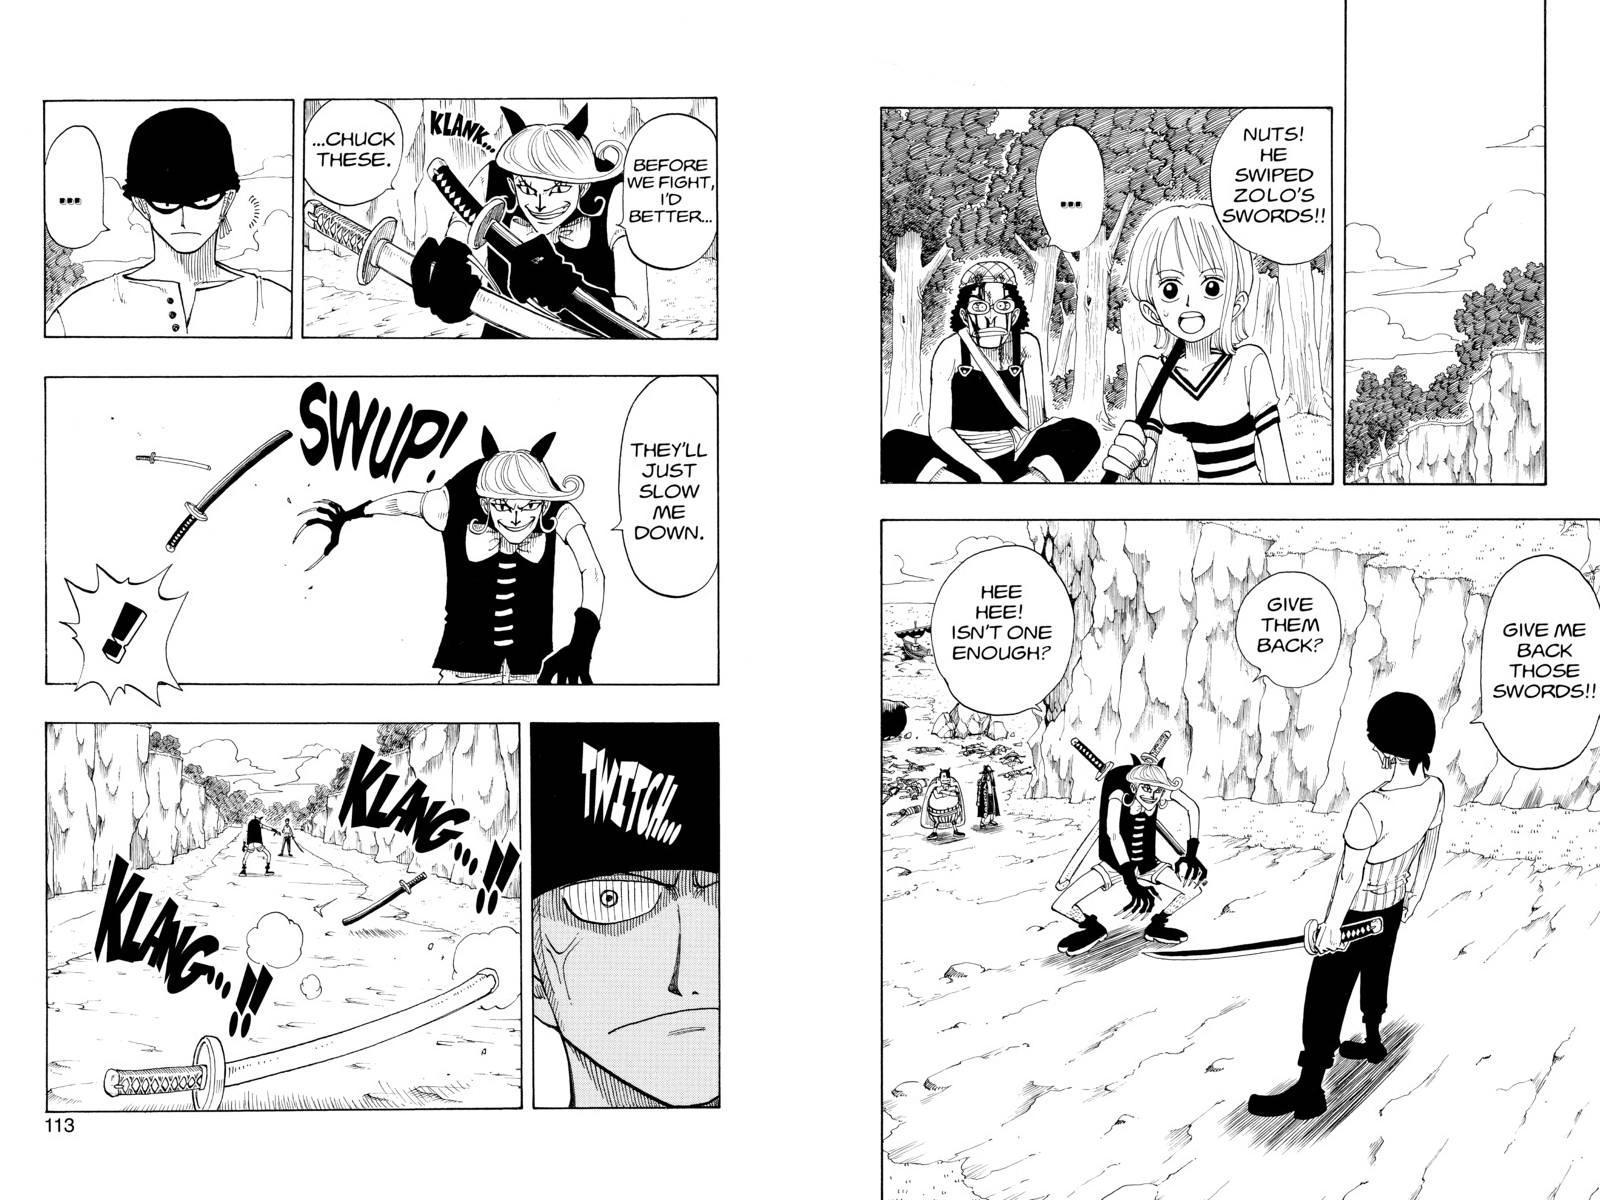 NUTS!
HE
SWIPED
ZOLO'S
SWORDS!!
...
GIVE ME
BACK
THOSE
SWORDS!!
GIVE
THEM
BACK?
HEE
HEE!
ISN'T ONE
ENOUGH?
BEFORE
WE FIGHT,
I'D
BETTER...
KLANK...
...CHUCK
THESE.
...
THEY'LL
JUST
SLOW
ME
DOWN.
SWUP!
!
TWITCH...
KLANG...!!
KLANG...!!
113